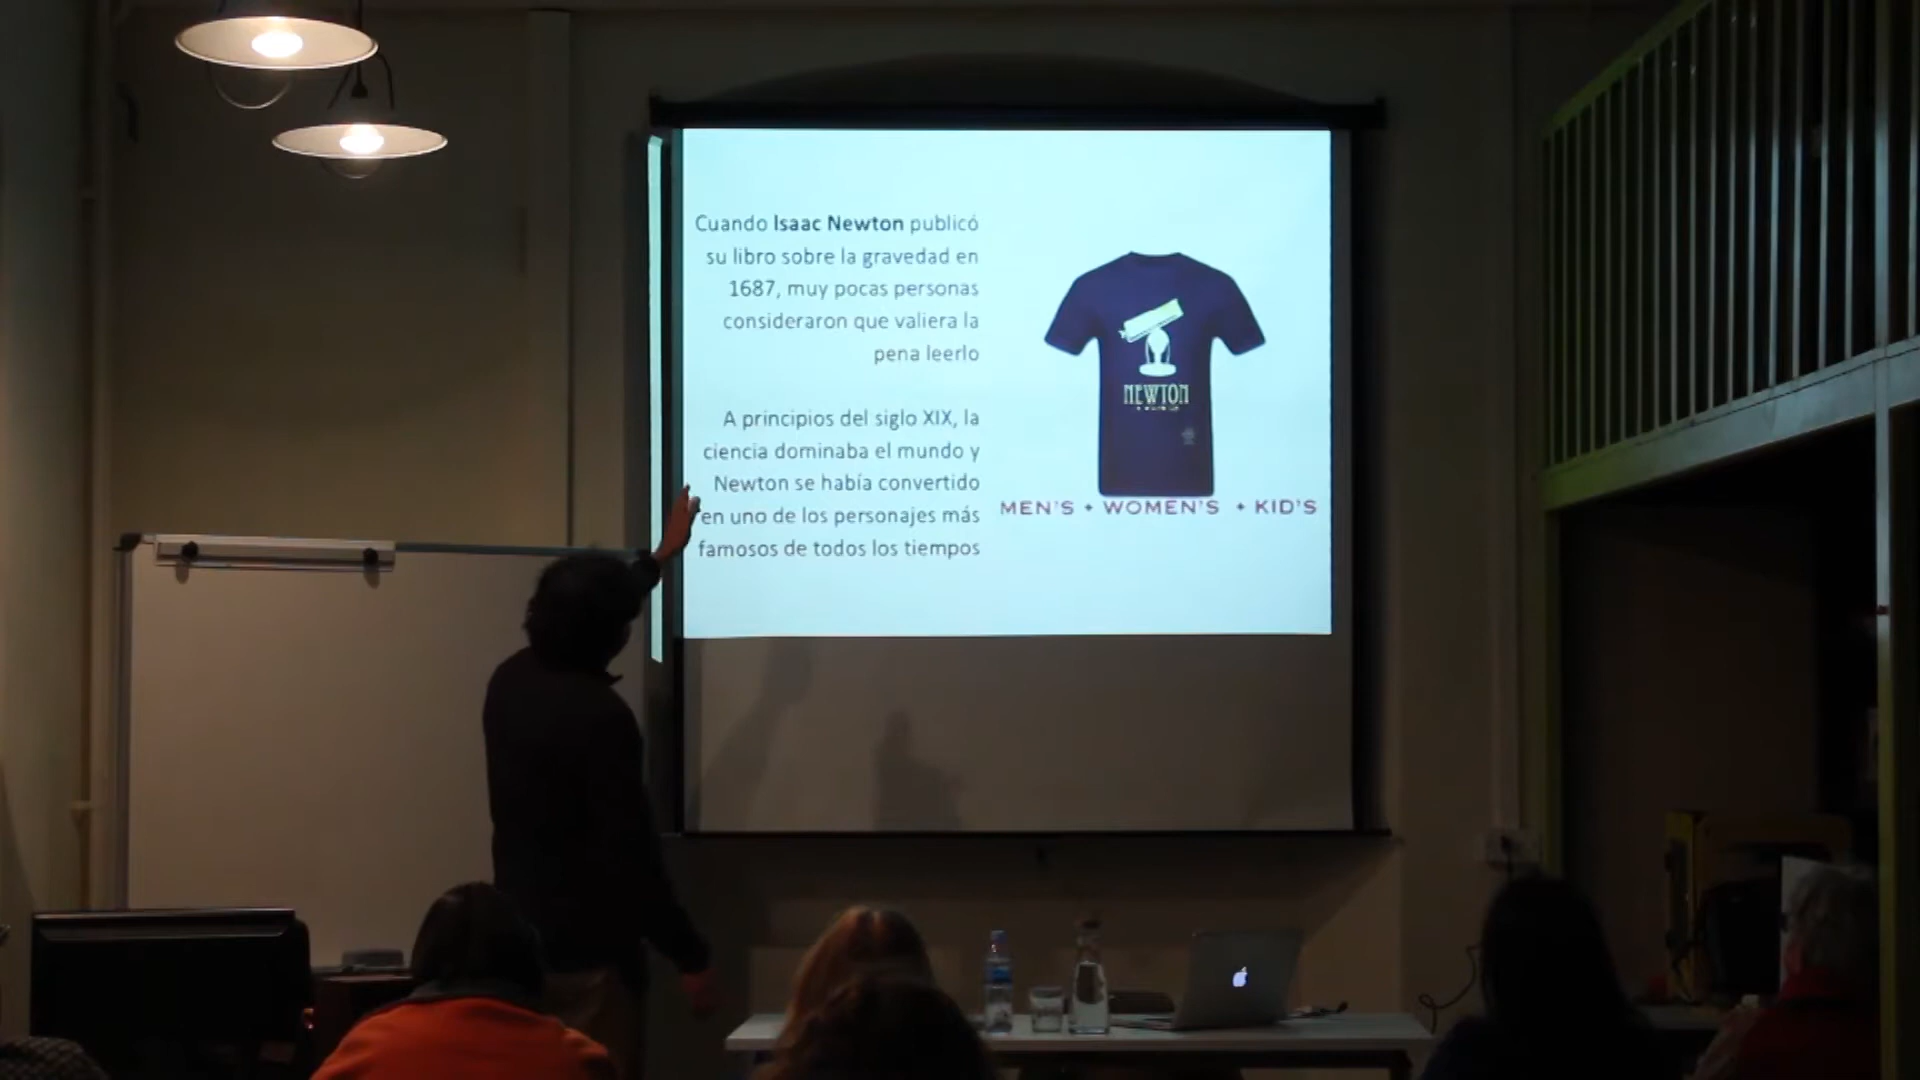 Cuando Isaac Newton publicó
su libro sobre la gravedad en
1687, muy pocas personas
consideraron que valiera la
pena leerlo
A principios del siglo XIX, la
ciencia dominaba el mundo y
Newton se había convertido
en uno de los personajes más
famosos de todos los tiempos
NEWTON
MEN'S + WOMEN'S + KID'S